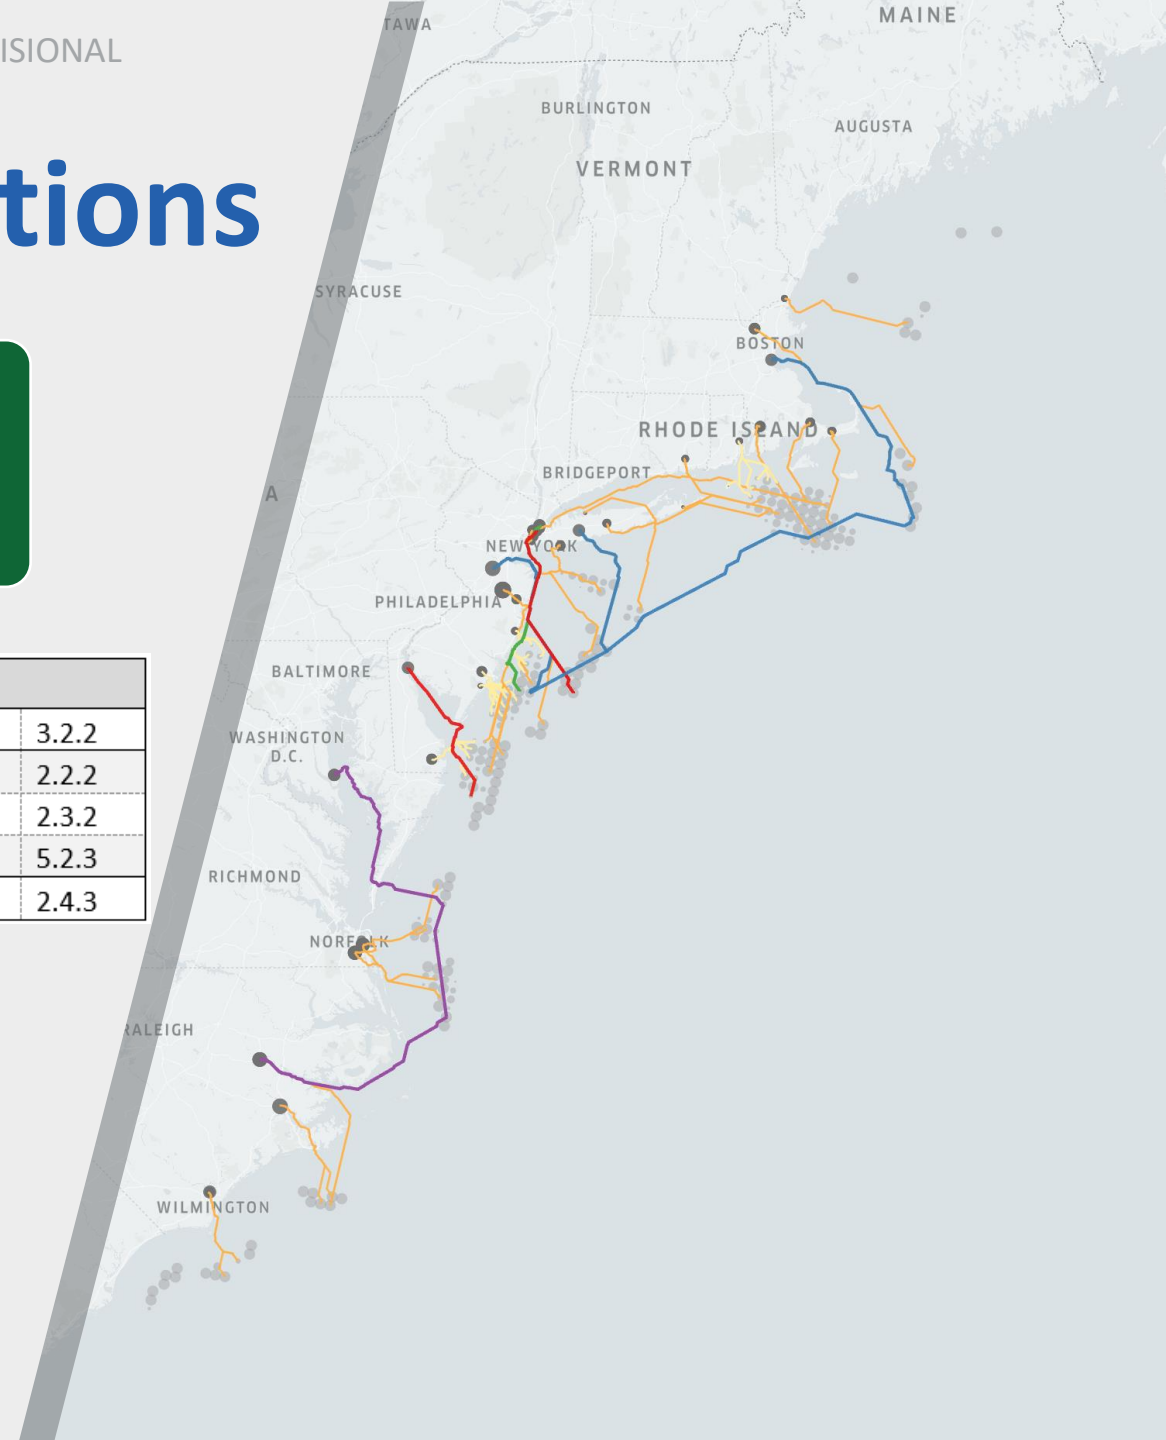 ISIONAL
tions
3.2.2
2.2.2
2.3.2
5.2.3
2.4.3
TAWA
MAINE
BURLINGTON
AUGUSTA
VERMONT
SYRACUSE
BOSTON
RHODE ISLAND
BRIDGEPORT
A
NEW YORK
PHILADELPHIA
BALTIMORE
WASHINGTON
D.C.
RICHMOND
NORFOLK
RALEIGH
WILMINGTON